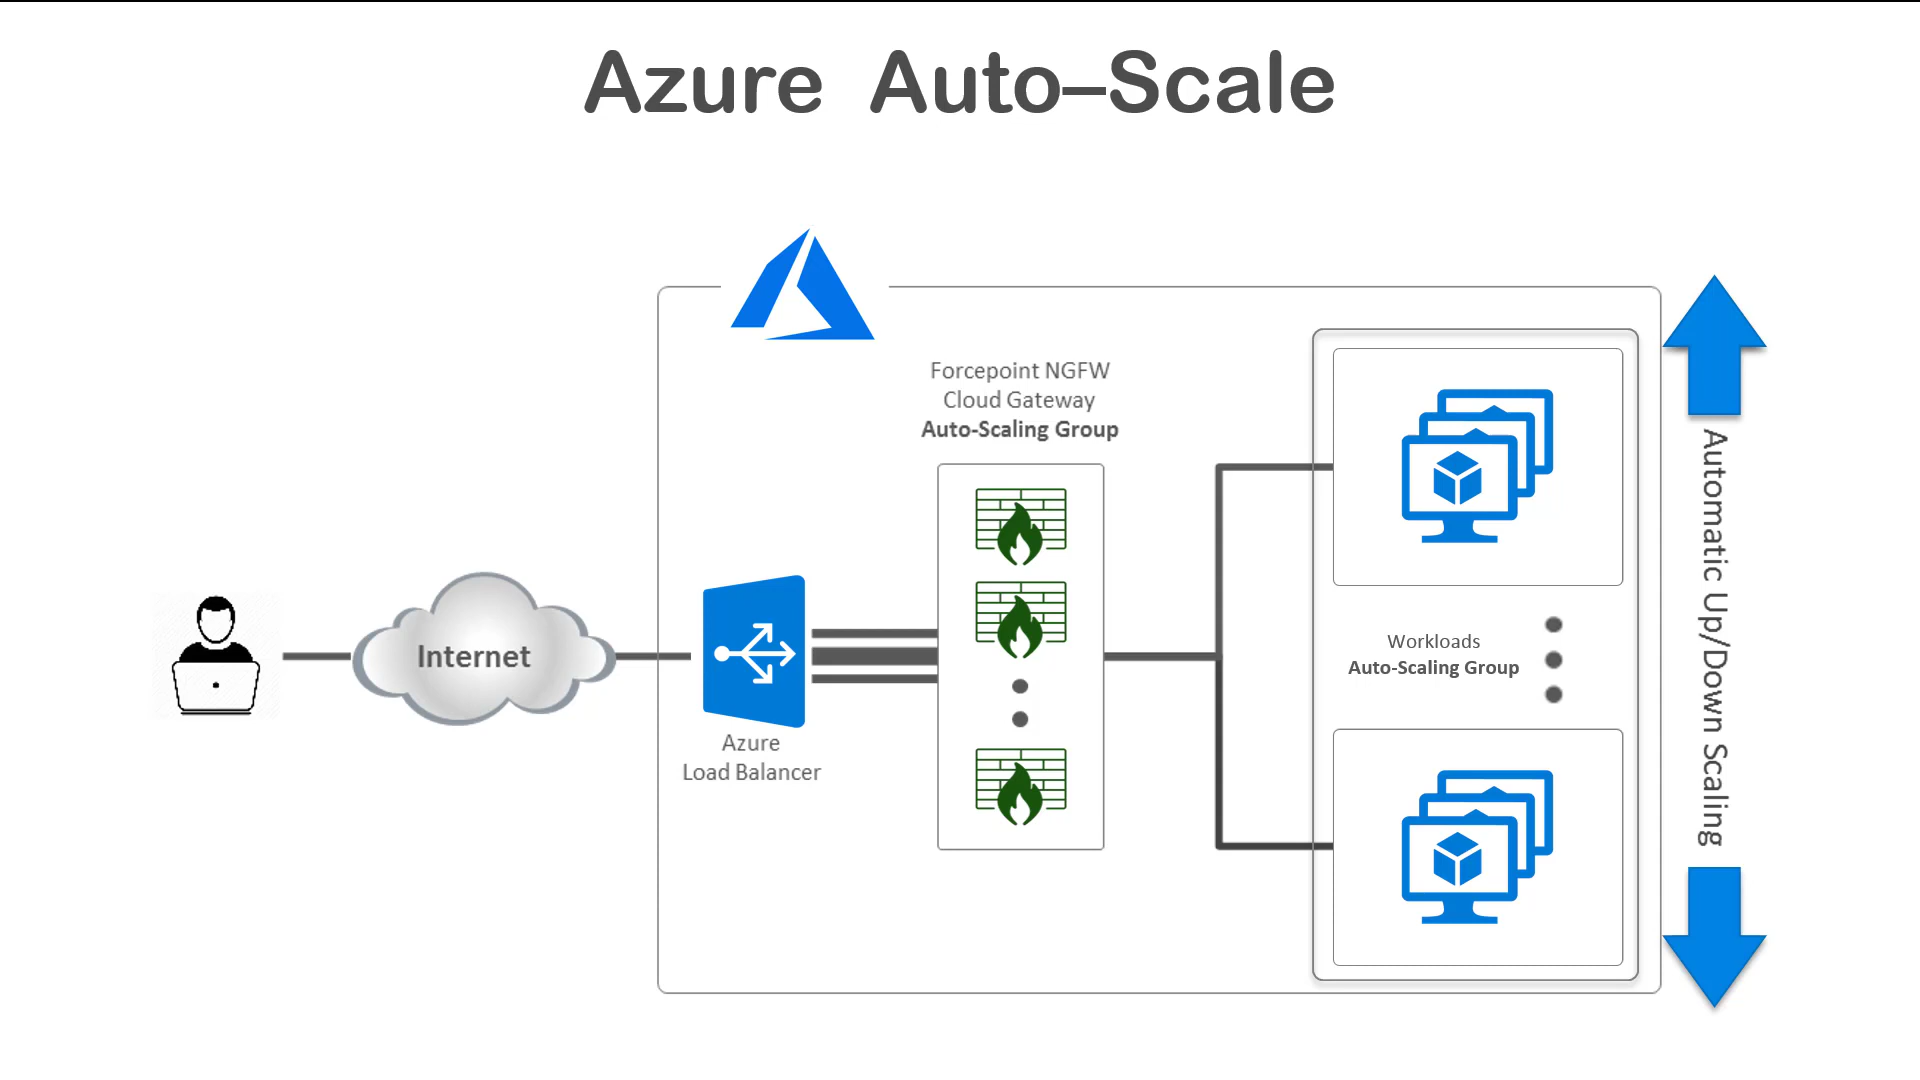 Azure Auto–Scale
Forcepoint NGFW
Cloud Gateway
Auto-Scaling Group
Internet
Azure
Load Balancer
Workloads
Auto-Scaling Group
Automatic Up/Down Scaling